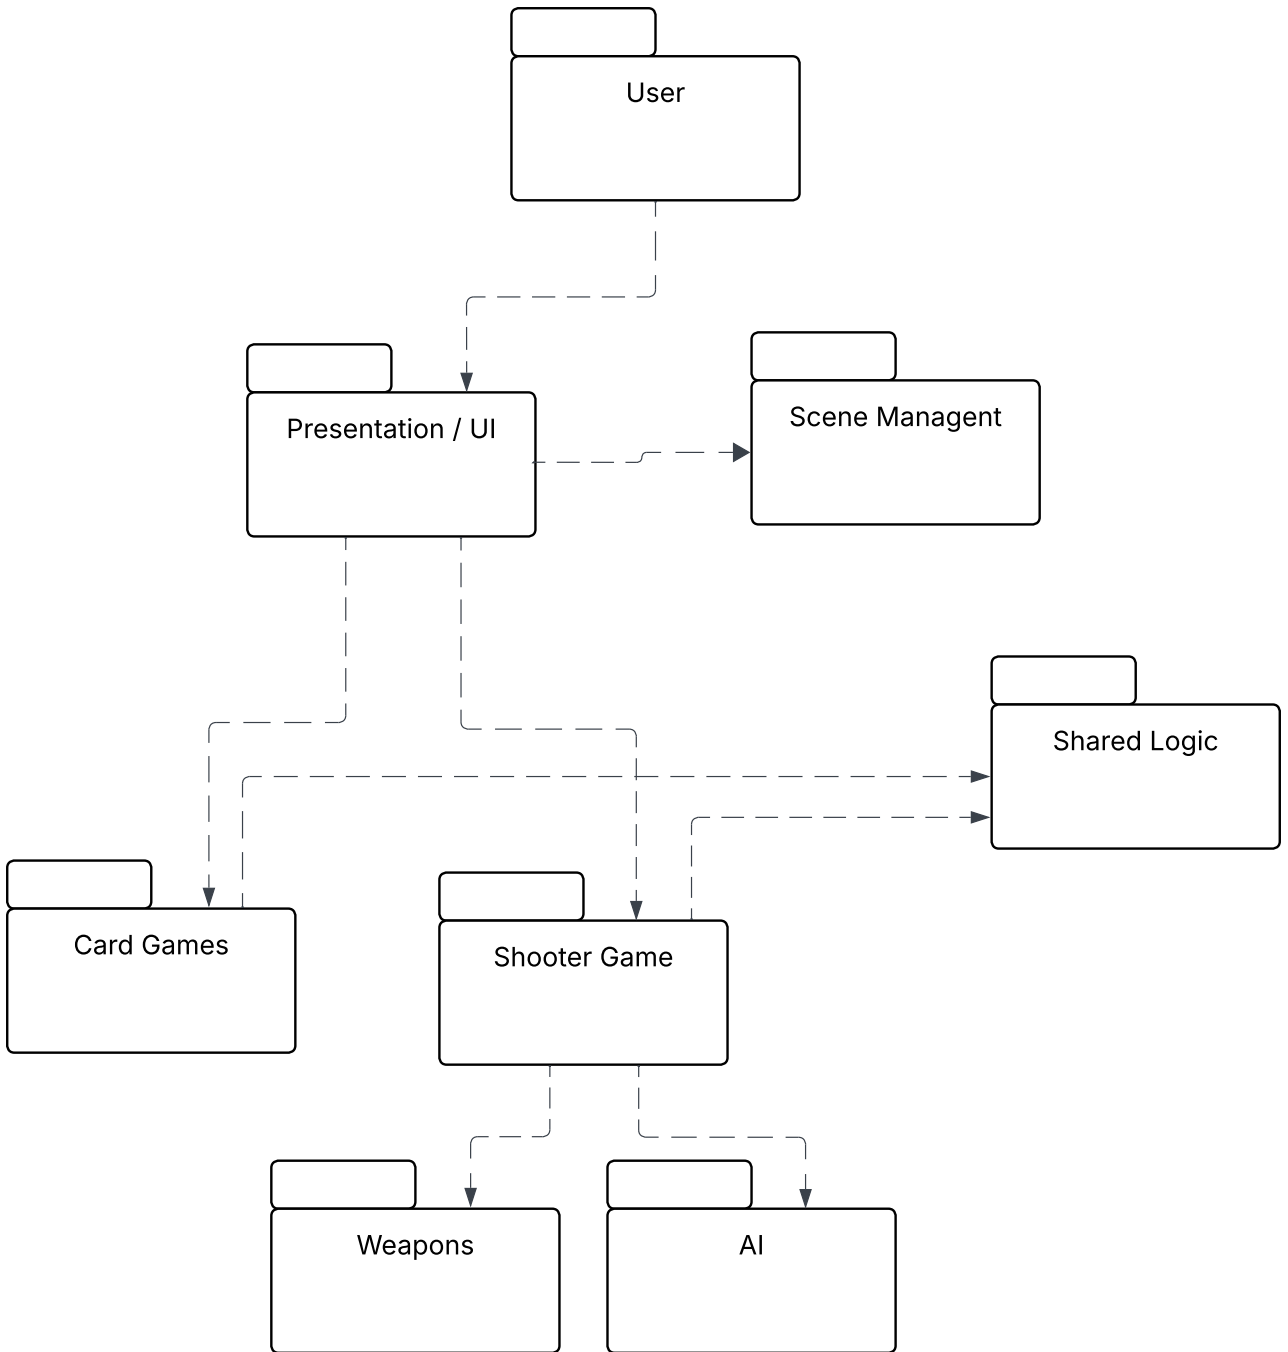 User
Presentation / UI
Scene Managent
Shared Logic
Card Games
Shooter Game
Weapons
AI